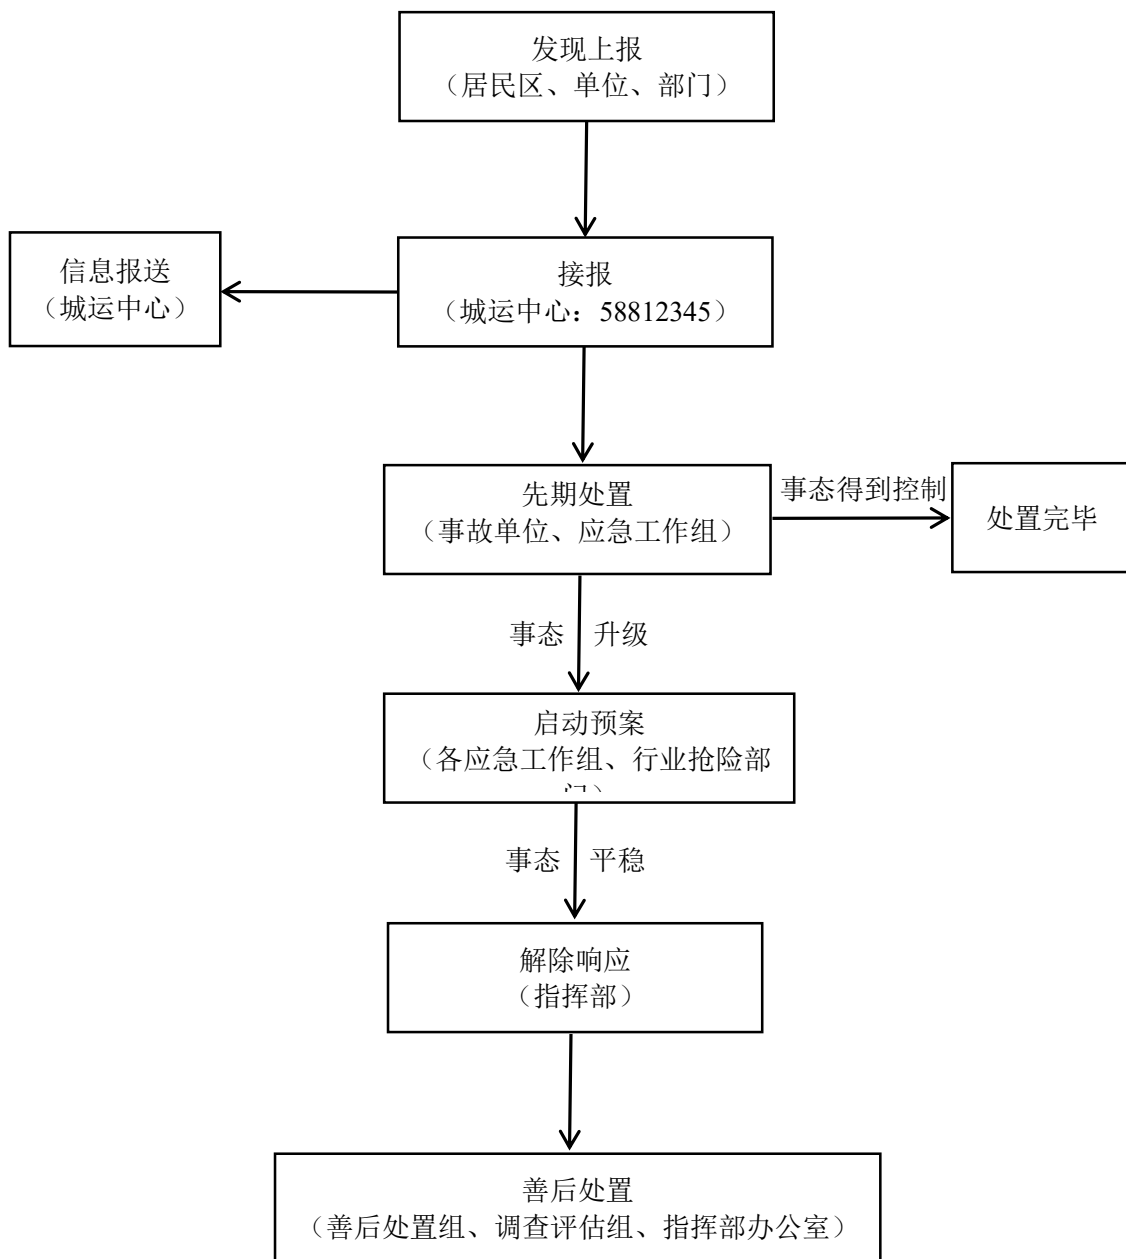 发现上报
（居民区、单位、部门）
信息报送
（城运中心）
接报
（城运中心：58812345）
先期处置
（事故单位、应急工作组）
事态得到控制
处置完毕
事态 升级
启动预案
（各应急工作组、行业抢险部
门）
事态 平稳
解除响应
（指挥部）
善后处置
（善后处置组、调查评估组、指挥部办公室）